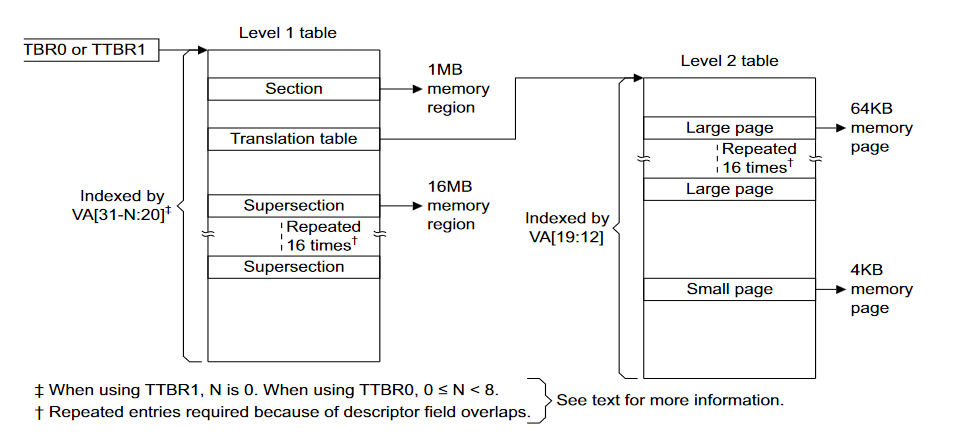 Level 1 table
TBR0 or TTBR1
Level 2 table
1MB
memory
region
Section
Translation table
64KB
memory
page
Large page
Repeated
16 times†
Large page
Indexed by
VA[31-N:20]‡
16MB
memory
region
Supersection
Repeated
16 times†
Supersection
Indexed by
VA[19:12]
4KB
memory
page
Small page
‡ When using TTBR1, N is 0. When using TTBR0, 0 ≤ N < 8.
† Repeated entries required because of descriptor field overlaps.
See text for more information.